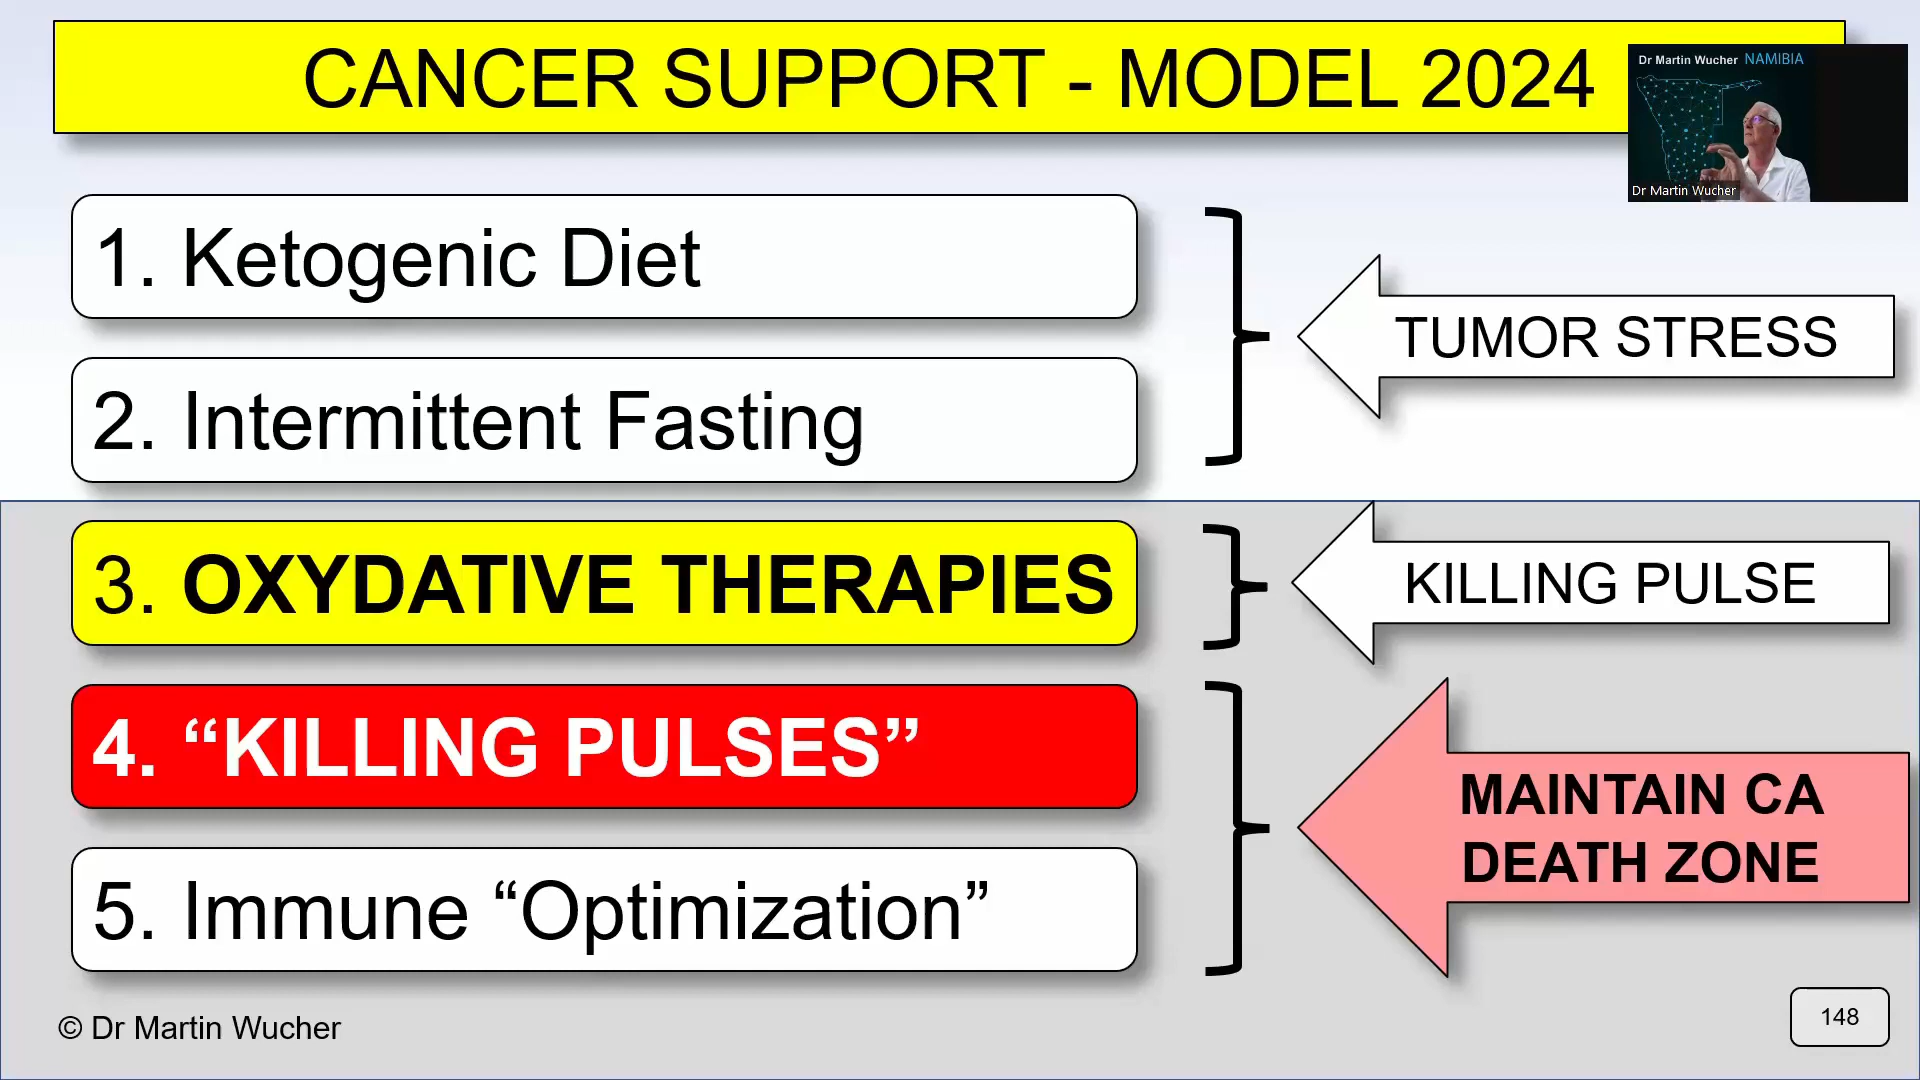 CANCER SUPPORT - MODEL 2024
Dr Martin Wucher NAMIBIA
Dr Martin Wucher
1. Ketogenic Diet
2. Intermittent Fasting
TUMOR STRESS
3. OXYDATIVE THERAPIES
KILLING PULSE
4. “KILLING PULSES”
5. Immune “Optimization”
MAINTAIN CA
DEATH ZONE
© Dr Martin Wucher
148